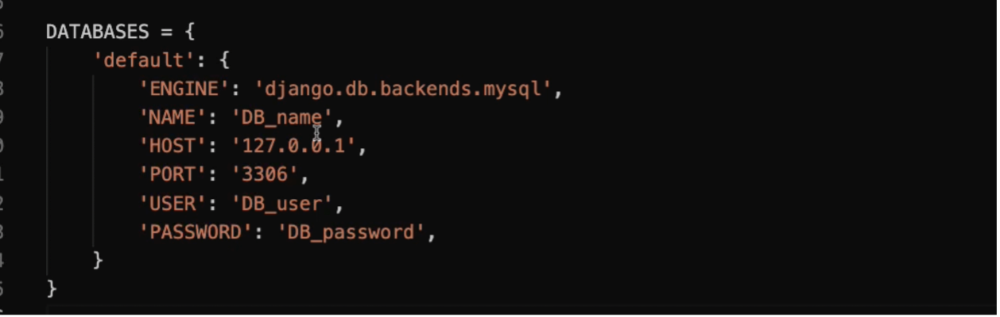 DATABASES = {
'default': {
'ENGINE': 'django.db.backends.mysql',
'NAME': 'DB_name',
'HOST': '127.0.0.1',
'PORT': '3306',
'USER': 'DB_user',
'PASSWORD': 'DB_password',
}
}